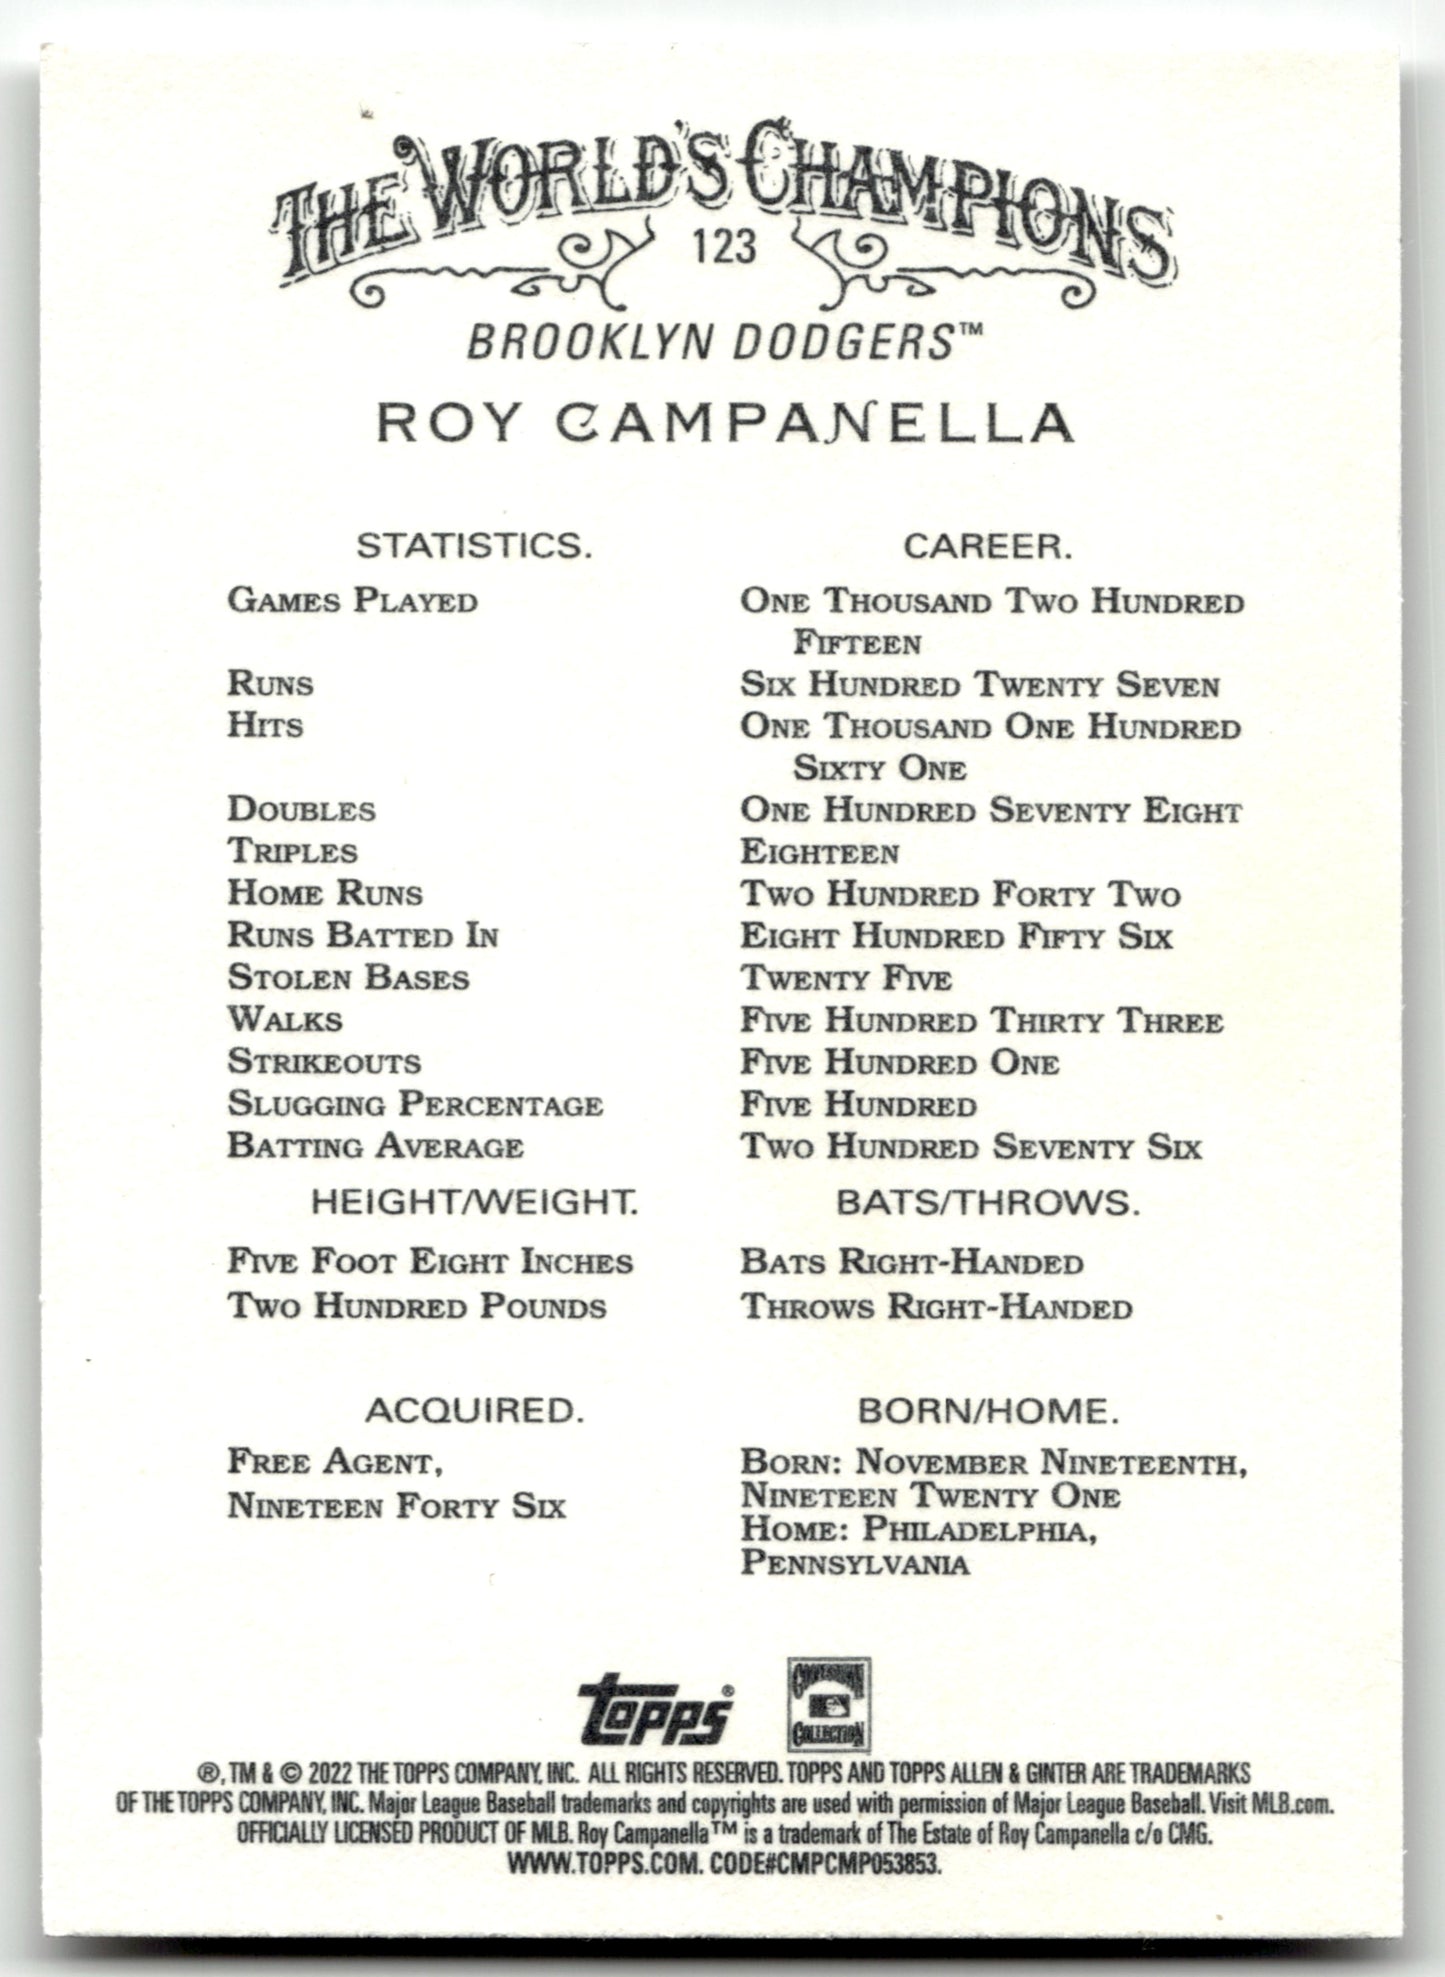 THE WORLD'S CHAMPIONS
123
BROOKLYN DODGERS™
ROY CAMPANELLA
STATISTICS. CAREER.
GAMES PLAYED ONE THOUSAND TWO HUNDRED
FIFTEEN
RUNS SIX HUNDRED TWENTY SEVEN
HITS ONE THOUSAND ONE HUNDRED
SIXTY ONE
DOUBLES ONE HUNDRED SEVENTY EIGHT
TRIPLES EIGHTEEN
HOME RUNS TWO HUNDRED FORTY TWO
RUNS BATTED IN EIGHT HUNDRED FIFTY SIX
STOLEN BASES TWENTY FIVE
WALKS FIVE HUNDRED THIRTY THREE
STRIKEOUTS FIVE HUNDRED ONE
SLUGGING PERCENTAGE FIVE HUNDRED
BATTING AVERAGE TWO HUNDRED SEVENTY SIX
HEIGHT/WEIGHT. BATS/THROWS.
FIVE FOOT EIGHT INCHES BATS RIGHT-HANDED
TWO HUNDRED POUNDS THROWS RIGHT-HANDED
ACQUIRED. BORN/HOME.
FREE AGENT, BORN: NOVEMBER NINETEENTH,
NINETEEN FORTY SIX NINETEEN TWENTY ONE
HOME: PHILADELPHIA,
PENNSYLVANIA
topps® COOPERSTOWN
COLLECTION
®, TM & © 2022 THE TOPPS COMPANY, INC. ALL RIGHTS RESERVED. TOPPS AND TOPPS ALLEN & GINTER ARE TRADEMARKS
OF THE TOPPS COMPANY, INC. Major League Baseball trademarks and copyrights are used with permission of Major League Baseball. Visit MLB.com.
OFFICIALLY LICENSED PRODUCT OF MLB. Roy Campanella™ is a trademark of The Estate of Roy Campanella c/o CMG.
WWW.TOPPS.COM. CODE#CMPCMP053853.